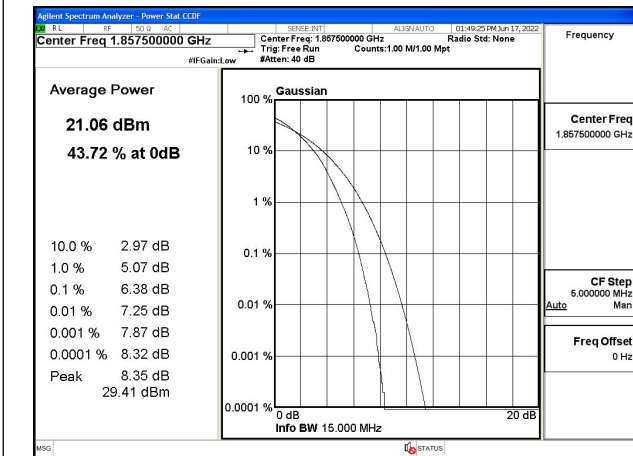 Agilent Spectrum Analyzer - Power Stat CCDF
RL RF 50 Ω AC SENSE:INT ALIGN AUTO 01:49:25 PM Jun 17, 2022
Center Freq 1.857500000 GHz
Center Freq: 1.857500000 GHz Radio Std: None
Trig: Free Run Counts:1.00 M/1.00 Mpt
#IFGain:Low #Atten: 40 dB
Frequency
Average Power
21.06 dBm
43.72 % at 0dB
10.0 % 2.97 dB
1.0 % 5.07 dB
0.1 % 6.38 dB
0.01 % 7.25 dB
0.001 % 7.87 dB
0.0001 % 8.32 dB
Peak 8.35 dB
29.41 dBm
Gaussian
100 %
10 %
1 %
0.1 %
0.01 %
0.001 %
0.0001 %
0 dB 20 dB
Info BW 15.000 MHz
Center Freq
1.857500000 GHz
CF Step
5.000000 MHz
Auto Man
Freq Offset
0 Hz
MSG STATUS